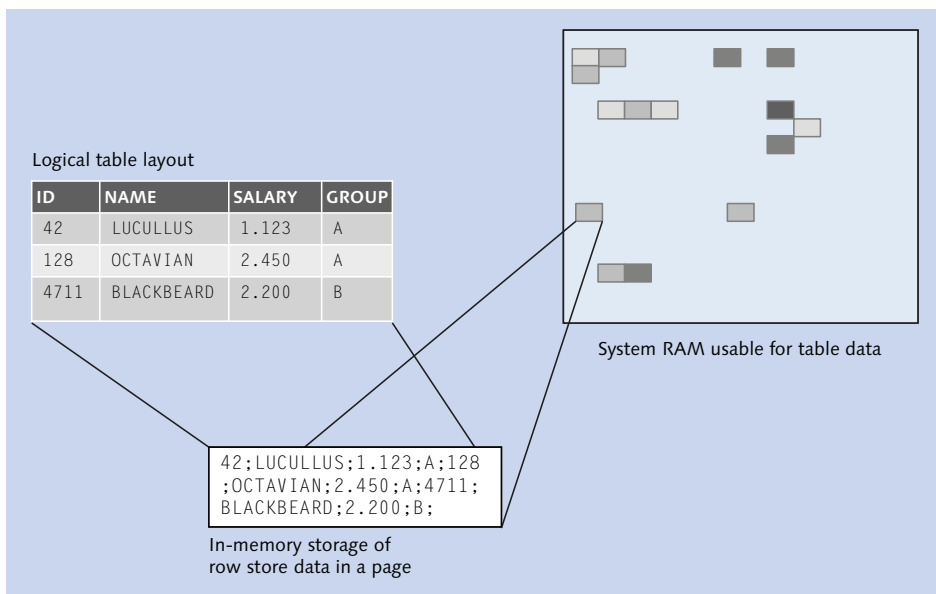 Logical table layout
ID NAME SALARY GROUP
42 LUCULLUS 1.123 A
128 OCTAVIAN 2.450 A
4711 BLACKBEARD 2.200 B
System RAM usable for table data
42;LUCULLUS;1.123;A;128
;OCTAVIAN;2.450;A;4711;
BLACKBEARD;2.200;B;
In-memory storage of
row store data in a page